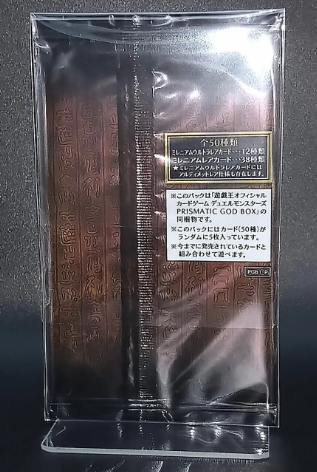 全50種類
ミレニアムウルトラレアカード…12種類
ミレニアムレアカード…38種類
★ミレニアムウルトラレアカードには
アルティメットレア仕様も存在します。
※このパックは「遊戯王オフィシャル
カードゲーム デュエルモンスターズ
PRISMATIC GOD BOX」の
同梱物です。
※このパックにはカード(50種)が
ランダムに5枚入っています。
※今までに発売されているカードと
組み合わせて遊べます。